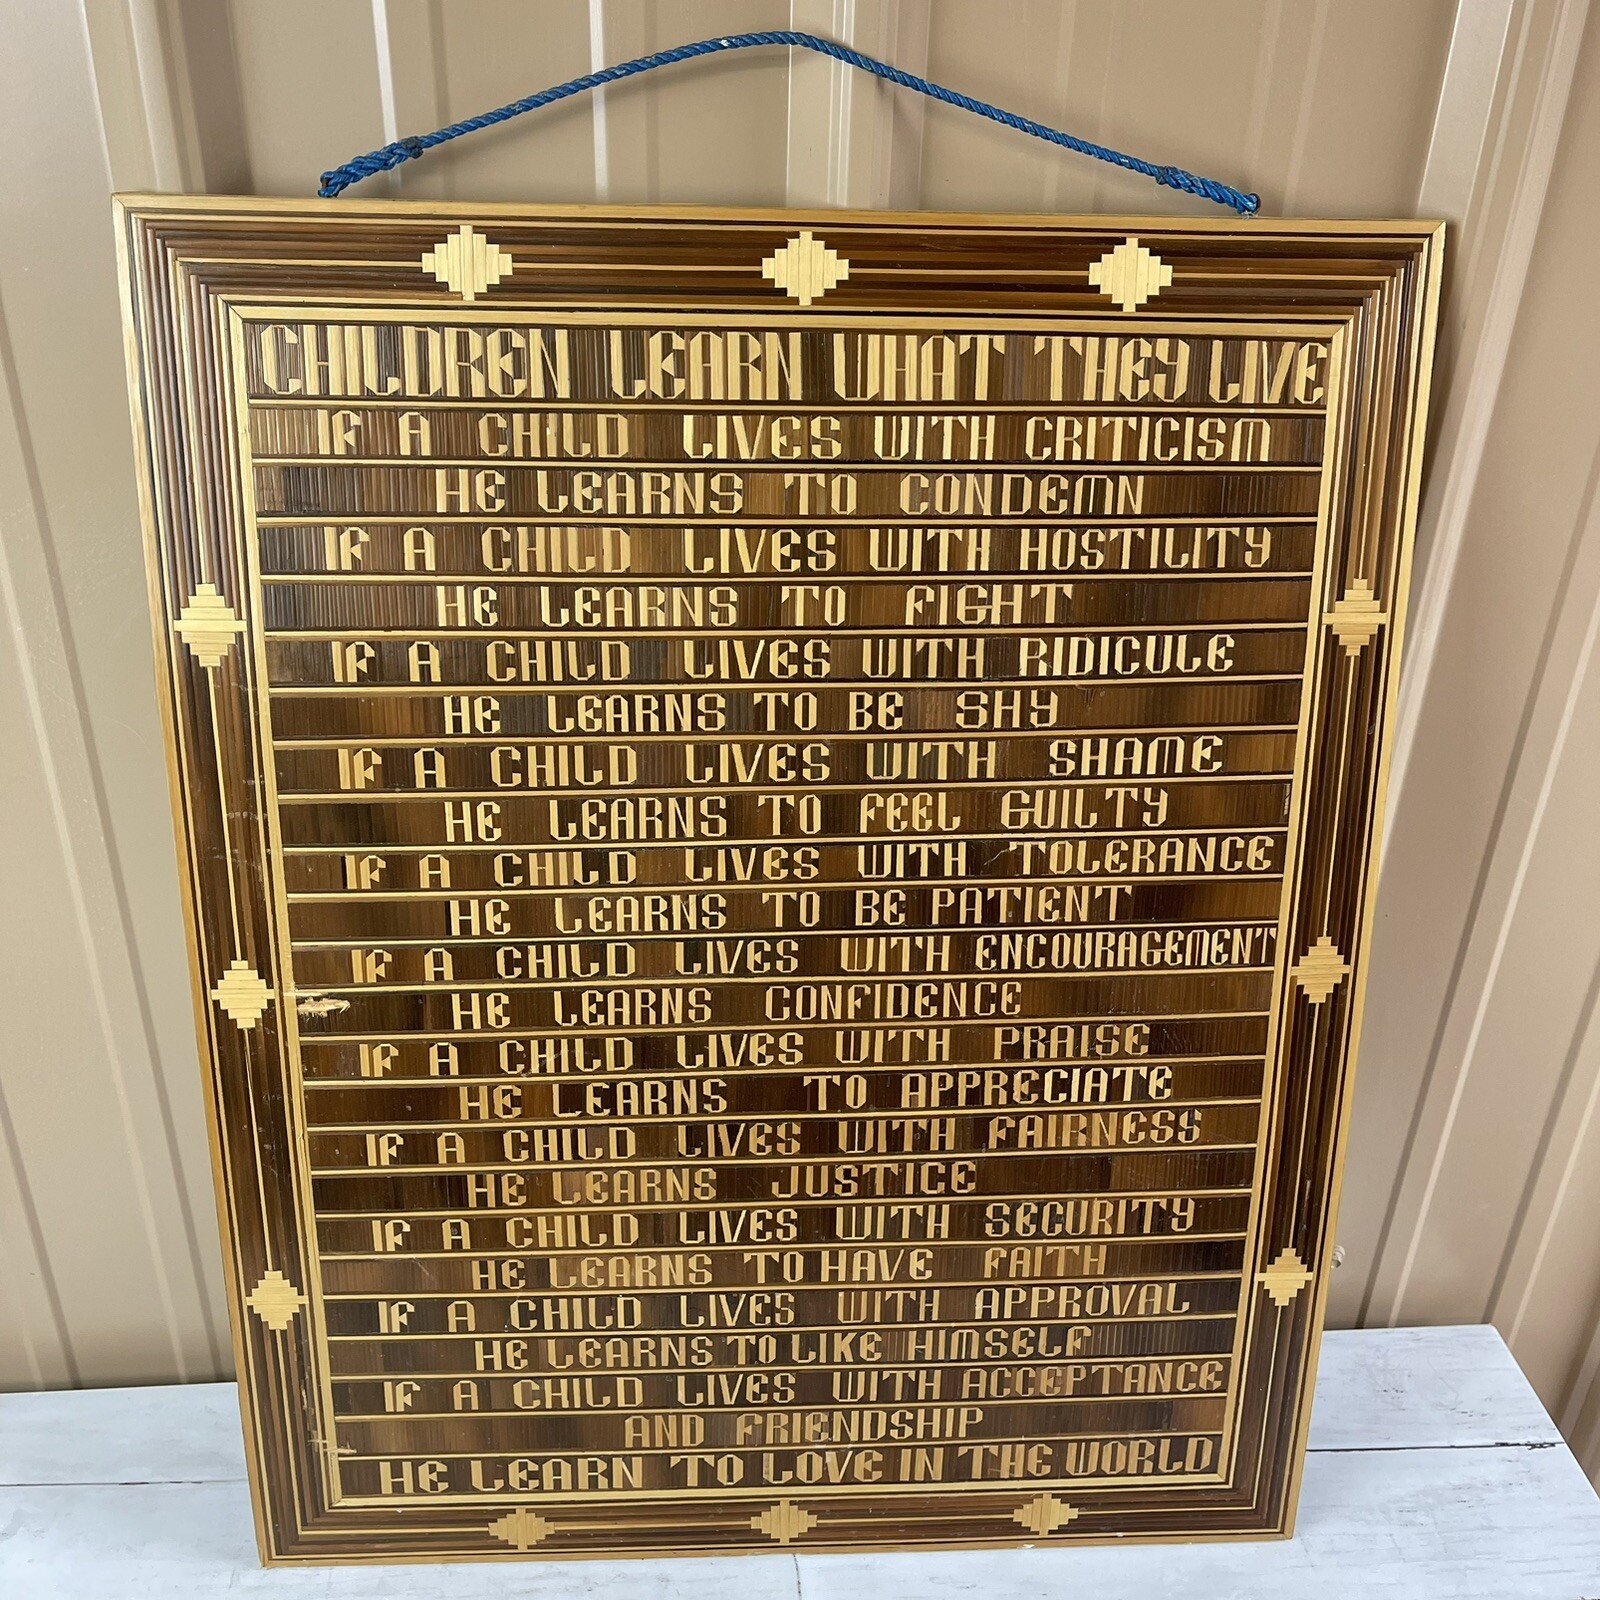 CHILDREN LEARN WHAT THEY LIVE
IF A CHILD LIVES WITH CRITICISM
HE LEARNS TO CONDEMN
IF A CHILD LIVES WITH HOSTILITY
HE LEARNS TO FIGHT
IF A CHILD LIVES WITH RIDICULE
HE LEARNS TO BE SHY
IF A CHILD LIVES WITH SHAME
HE LEARNS TO FEEL GUILTY
IF A CHILD LIVES WITH TOLERANCE
HE LEARNS TO BE PATIENT
IF A CHILD LIVES WITH ENCOURAGEMENT
HE LEARNS CONFIDENCE
IF A CHILD LIVES WITH PRAISE
HE LEARNS TO APPRECIATE
IF A CHILD LIVES WITH FAIRNESS
HE LEARNS JUSTICE
IF A CHILD LIVES WITH SECURITY
HE LEARNS TO HAVE FAITH
IF A CHILD LIVES WITH APPROVAL
HE LEARNS TO LIKE HIMSELF
IF A CHILD LIVES WITH ACCEPTANCE
AND FRIENDSHIP
HE LEARN TO LOVE IN THE WORLD